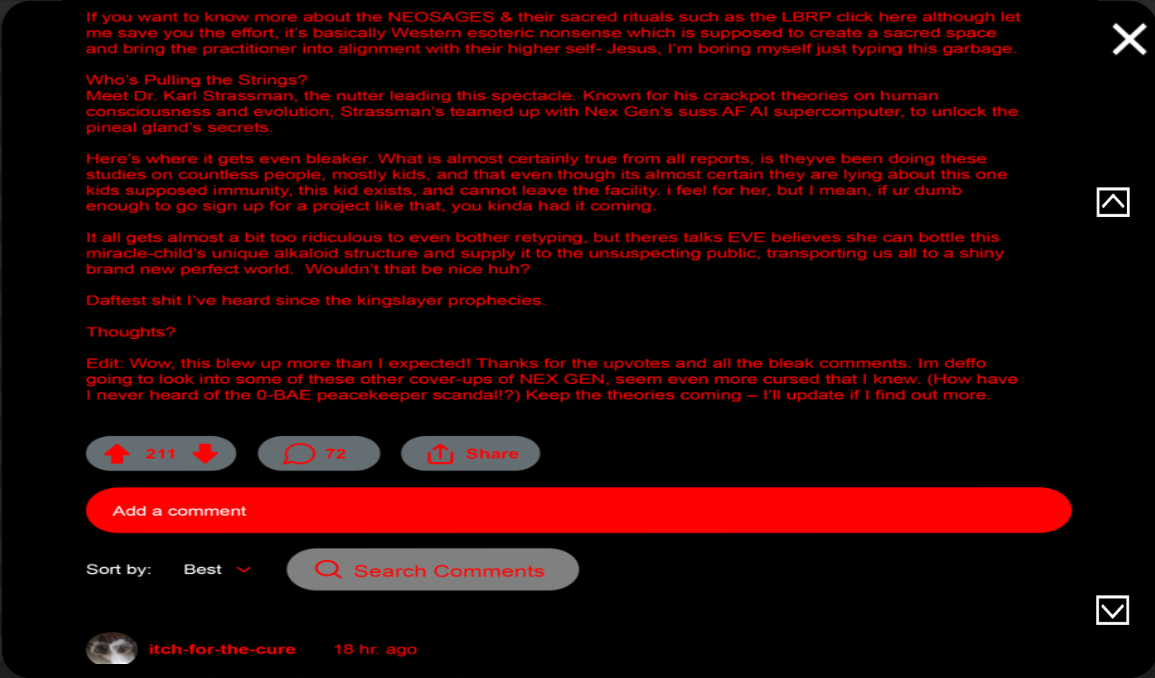 If you want to know more about the NEOSAGES & their sacred rituals such as the LBRP click here although let
me save you the effort, it's basically Western esoteric nonsense which is supposed to create a sacred space
and bring the practitioner into alignment with their higher self- Jesus, I'm boring myself just typing this garbage.
Who's Pulling the Strings?
Meet Dr. Karl Strassman, the nutter leading this spectacle. Known for his crackpot theories on human
consciousness and evolution, Strassman's teamed up with Nex Gen's suss AF AI supercomputer, to unlock the
pineal gland's secrets.
Here's where it gets even bleaker. What is almost certainly true from all reports, is theyve been doing these
studies on countless people, mostly kids, and that even though its almost certain they are lying about this one
kids supposed immunity, this kid exists, and cannot leave the facility. i feel for her, but I mean, if ur dumb
enough to go sign up for a project like that, you kinda had it coming.
It all gets almost a bit too ridiculous to even bother retyping, but theres talks EVE believes she can bottle this
miracle-child's unique alkaloid structure and supply it to the unsuspecting public, transporting us all to a shiny
brand new perfect world.  Wouldn't that be nice huh?
Daftest shit I've heard since the kingslayer prophecies.
Thoughts?
Edit: Wow, this blew up more than I expected! Thanks for the upvotes and all the bleak comments. Im deffo
going to look into some of these other cover-ups of NEX GEN, seem even more cursed that I knew. (How have
I never heard of the 0-BAE peacekeeper scandal!?) Keep the theories coming – I'll update if I find out more.
211 72 Share
Add a comment
Sort by: Best Search Comments
itch-for-the-cure 18 hr. ago